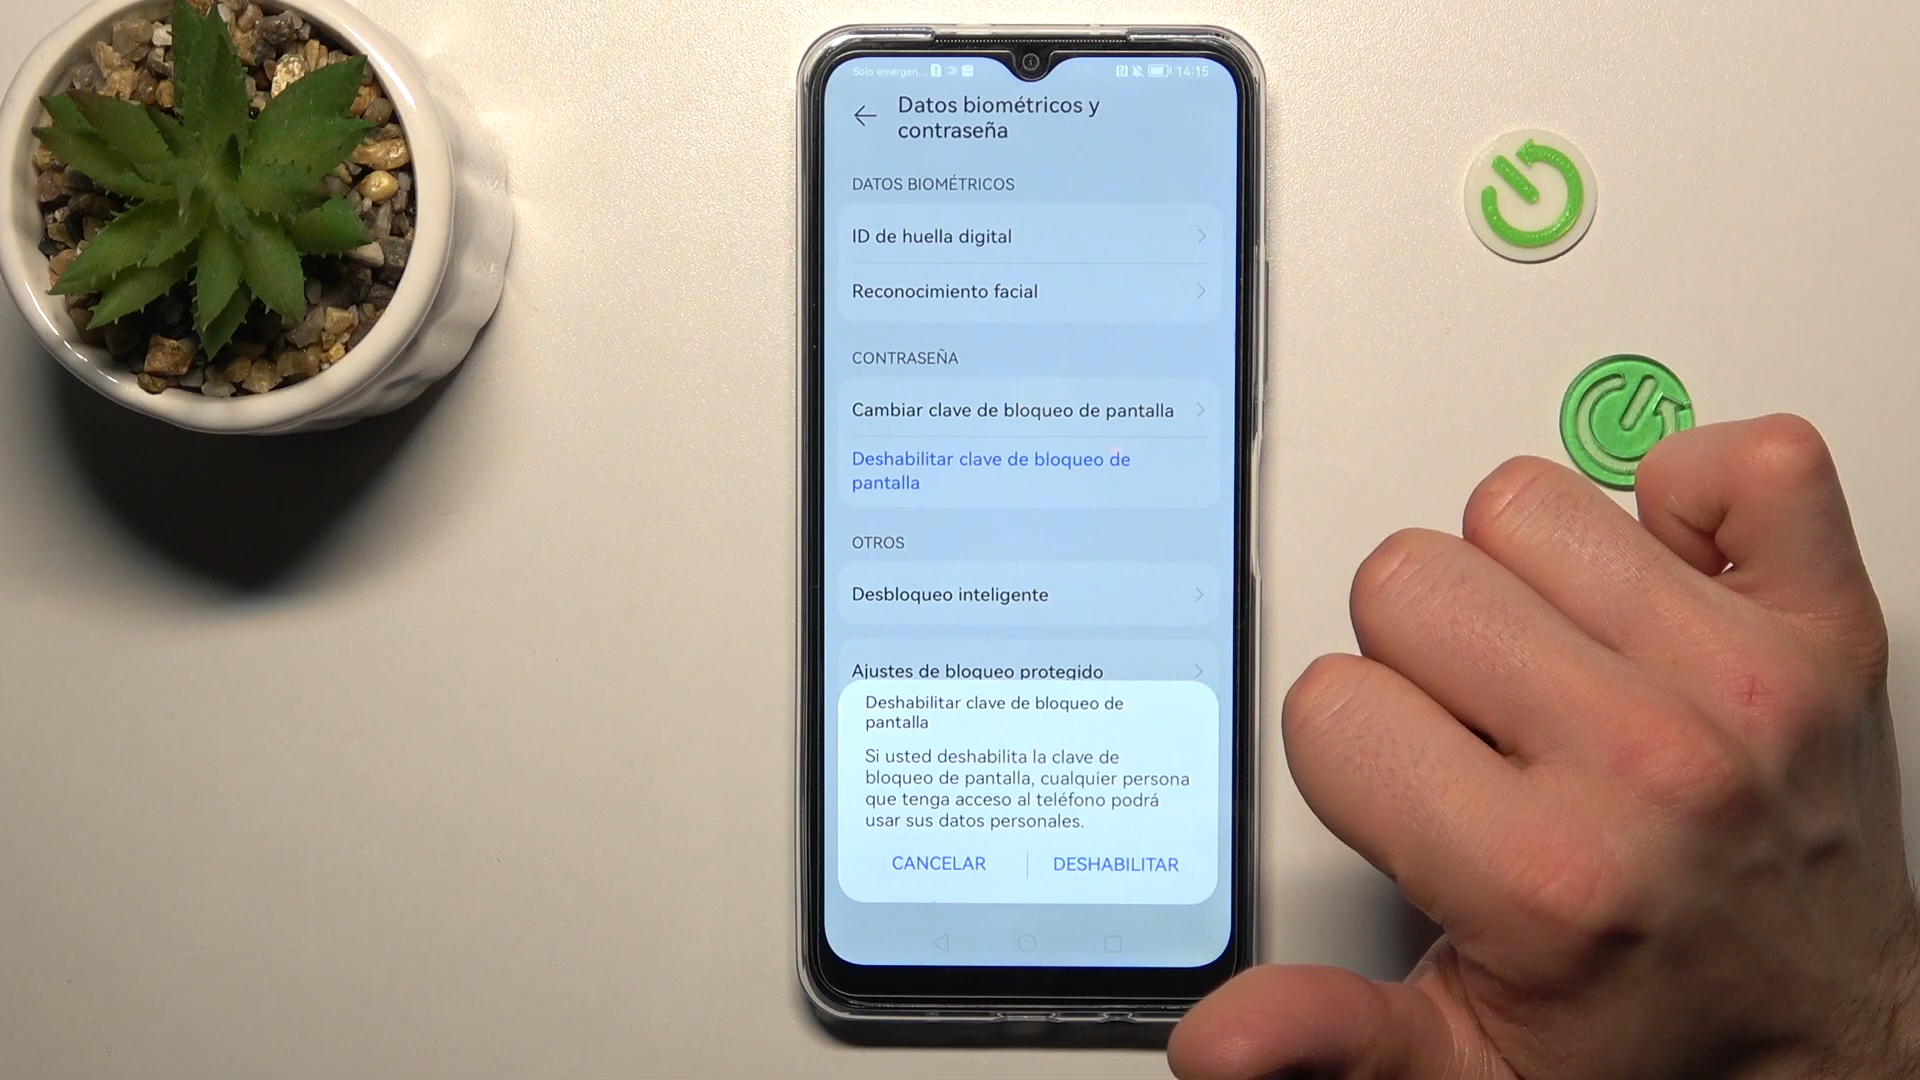 Solo emergen... 14:15
Datos biométricos y
contraseña
DATOS BIOMÉTRICOS
ID de huella digital
Reconocimiento facial
CONTRASEÑA
Cambiar clave de bloqueo de pantalla
Deshabilitar clave de bloqueo de
pantalla
OTROS
Desbloqueo inteligente
Ajustes de bloqueo protegido
Deshabilitar clave de bloqueo de
pantalla
Si usted deshabilita la clave de
bloqueo de pantalla, cualquier persona
que tenga acceso al teléfono podrá
usar sus datos personales.
CANCELAR DESHABILITAR